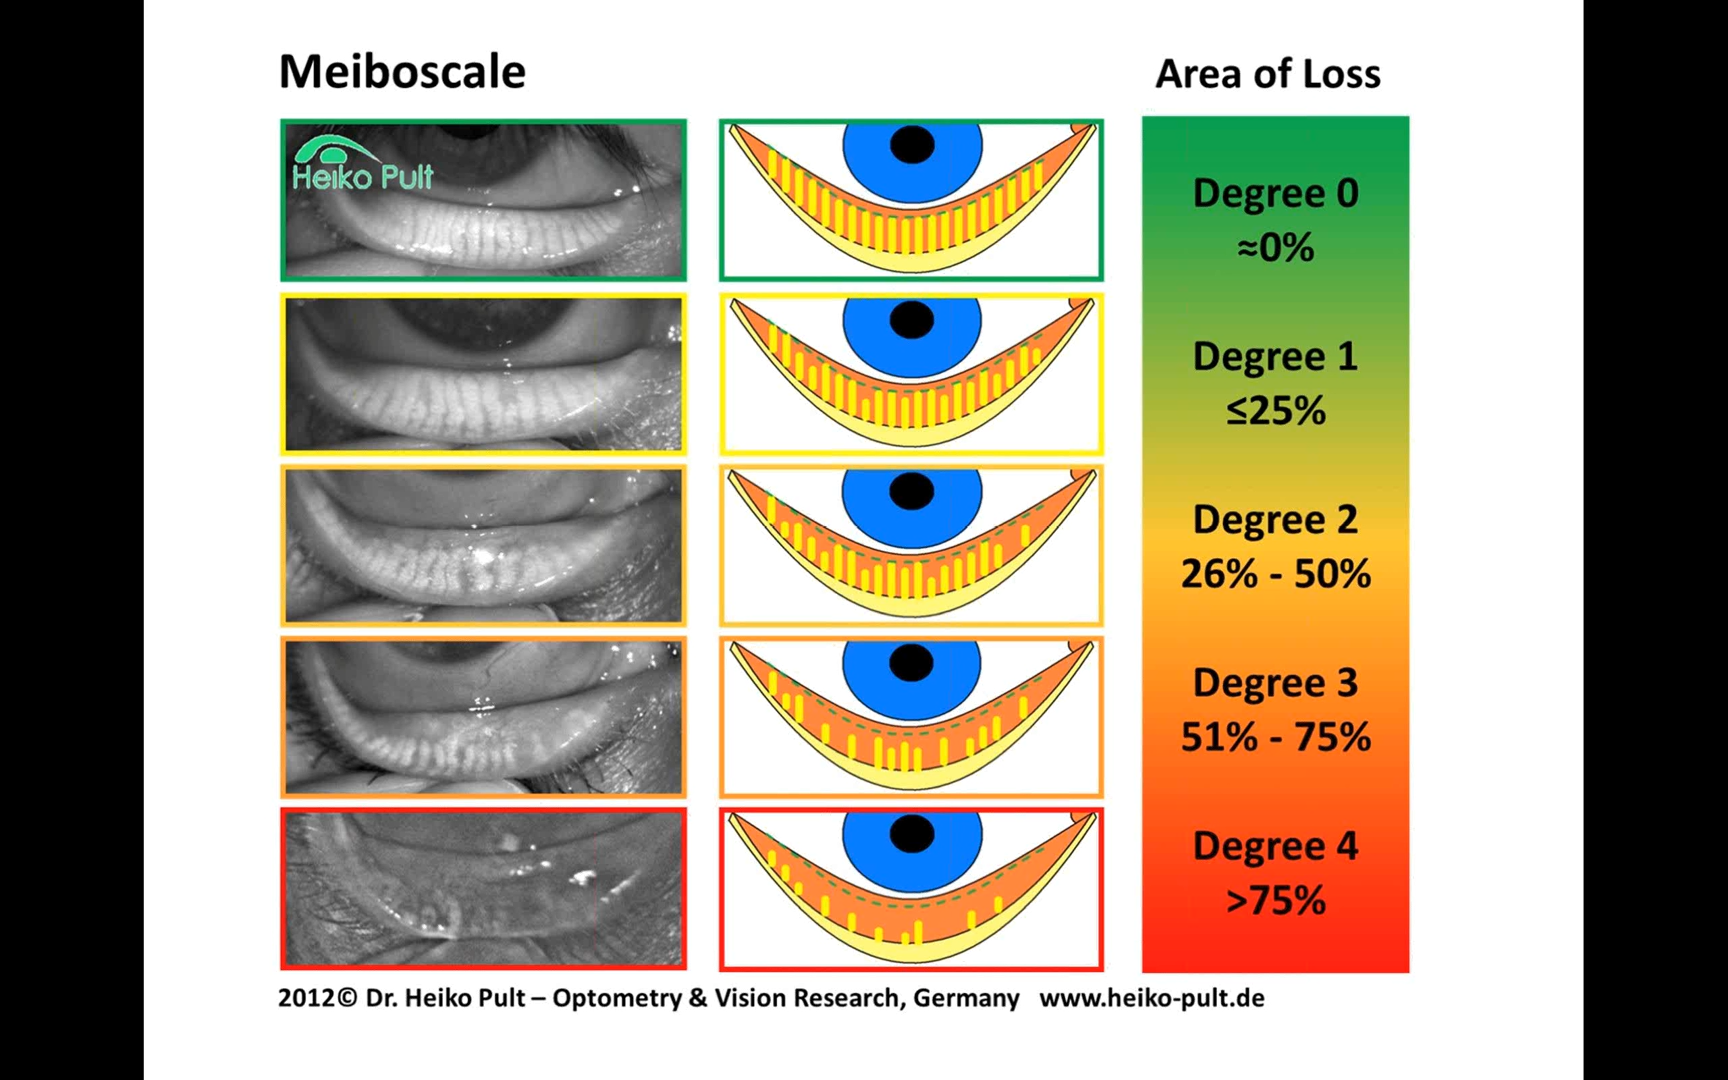 Meiboscale
Area of Loss
Heiko Pult
Degree 0
≈0%
Degree 1
≤25%
Degree 2
26% - 50%
Degree 3
51% - 75%
Degree 4
>75%
2012© Dr. Heiko Pult – Optometry & Vision Research, Germany www.heiko-pult.de